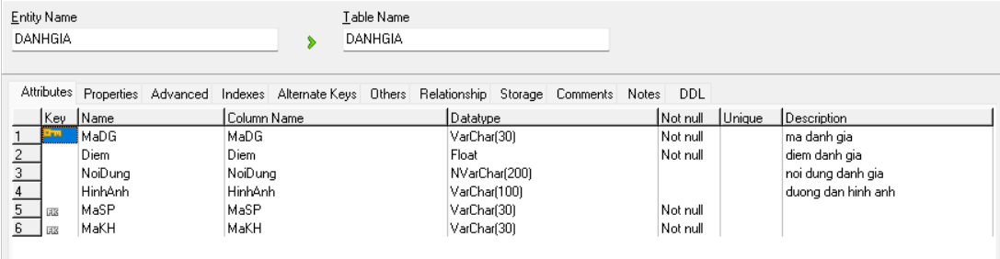 Entity Name Table Name
DANHGIA DANHGIA
Attributes Properties Advanced Indexes Alternate Keys Others Relationship Storage Comments Notes DDL
Key Name Column Name Datatype Not null Unique Description
1 MaDG MaDG VarChar(30) Not null ma danh gia
2 Diem Diem Float Not null diem danh gia
3 NoiDung NoiDung NVarChar(200) noi dung danh gia
4 HinhAnh HinhAnh VarChar(100) duong dan hinh anh
5 MaSP MaSP VarChar(30) Not null
6 MaKH MaKH VarChar(30) Not null